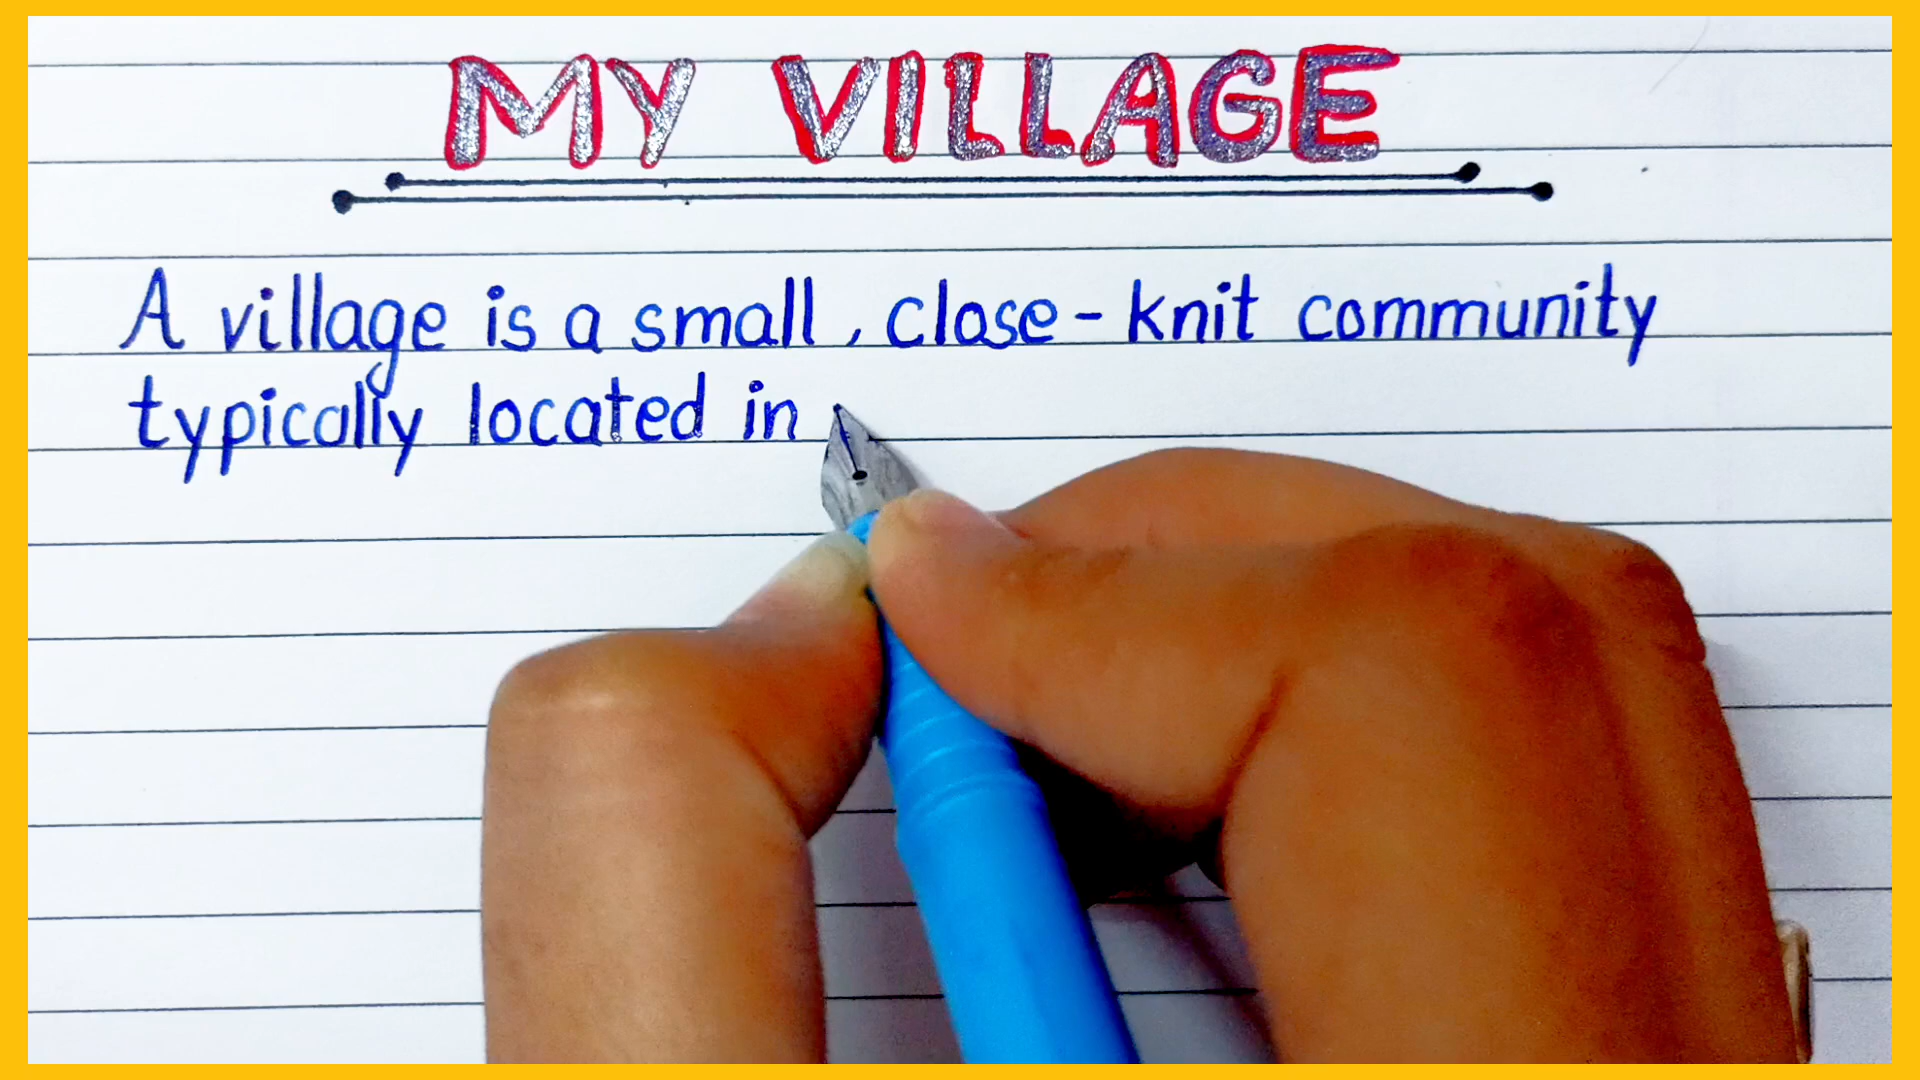 MY VILLAGE
A village is a small, close-knit community
typically located in